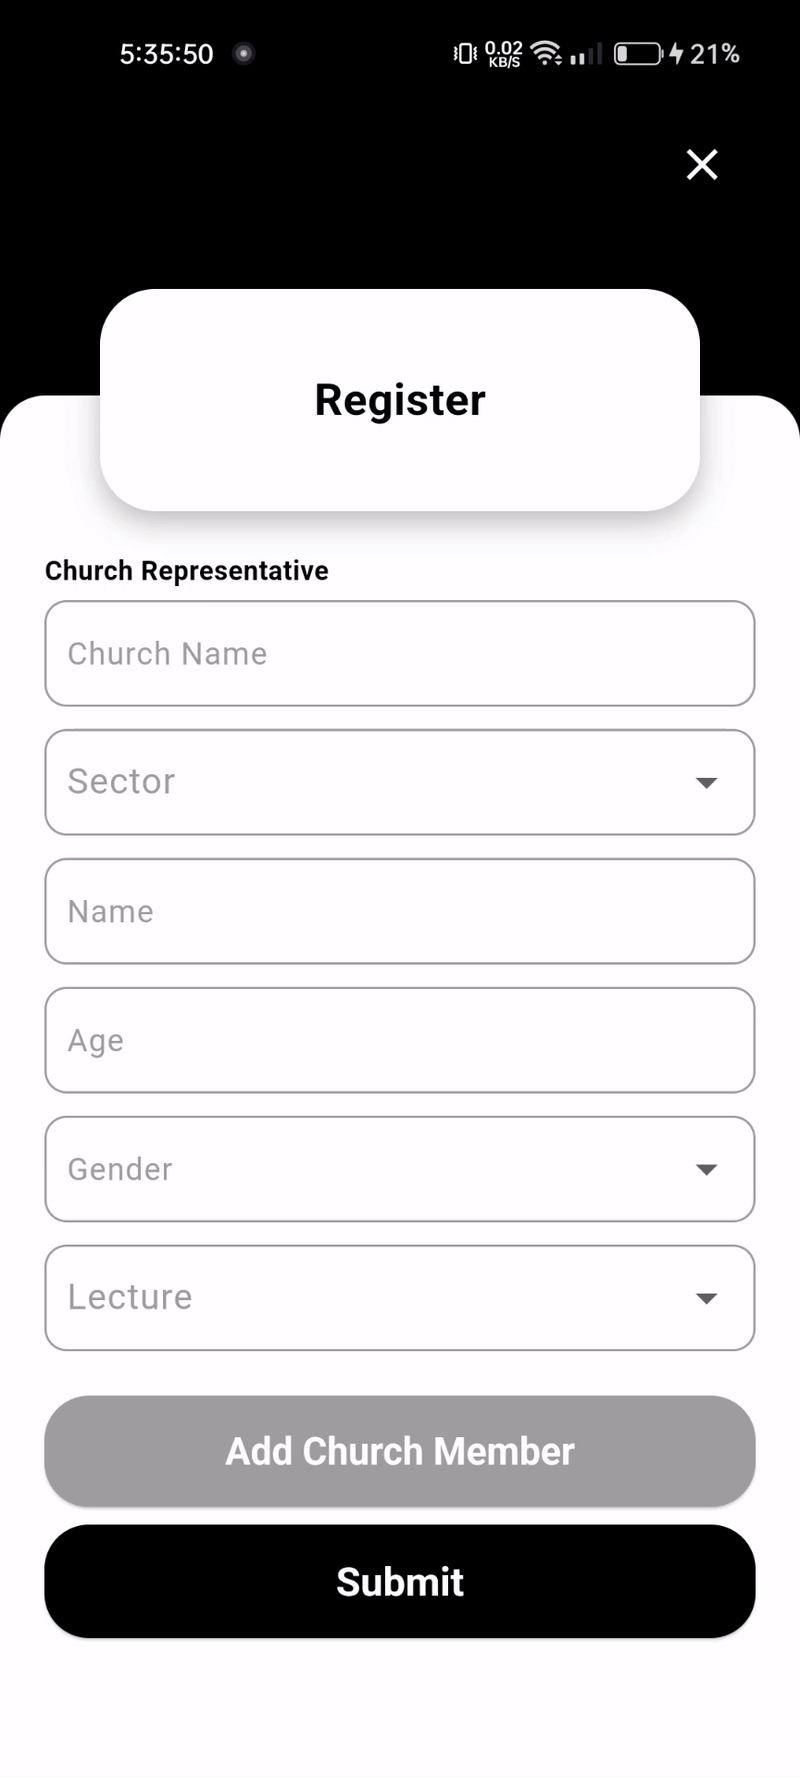 5:35:50 0.02 KB/S 21%
Register
Church Representative
Church Name
Sector
Name
Age
Gender
Lecture
Add Church Member
Submit